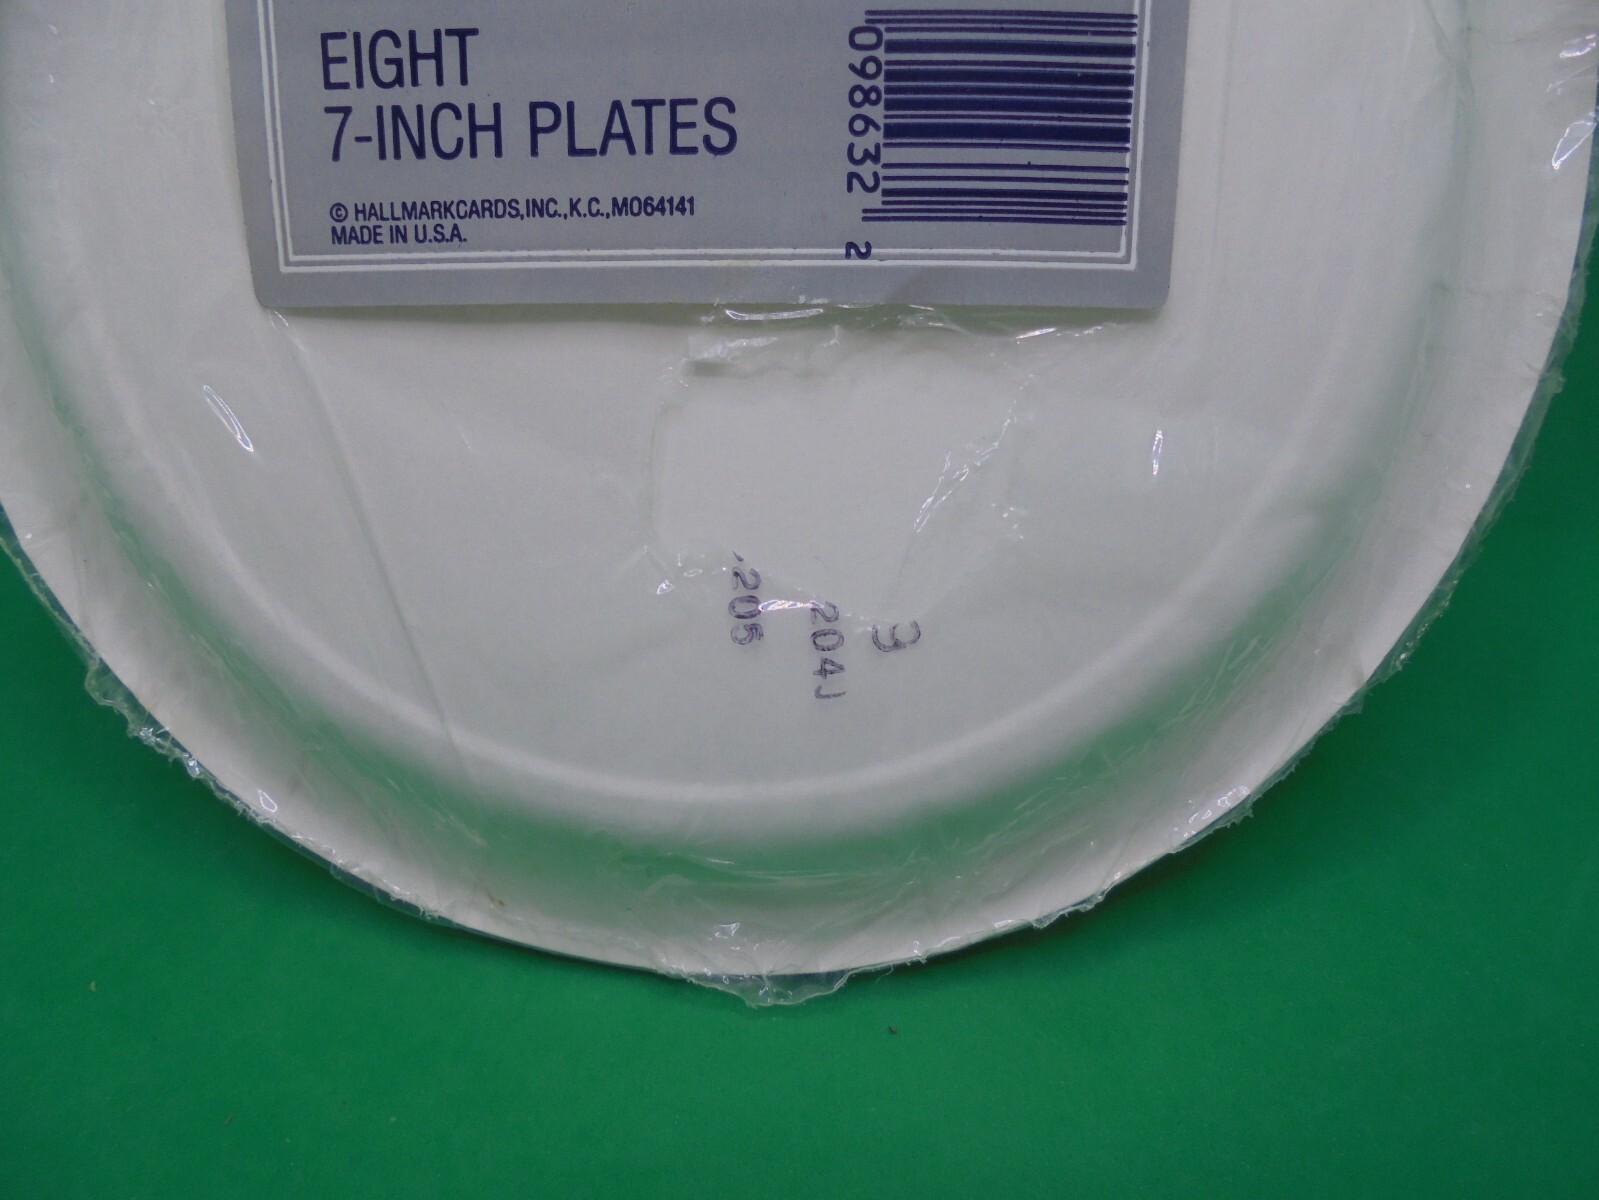 EIGHT
7-INCH PLATES
© HALLMARKCARDS,INC.,K.C.,MO64141
MADE IN U.S.A.
098632 2
9
204J
205